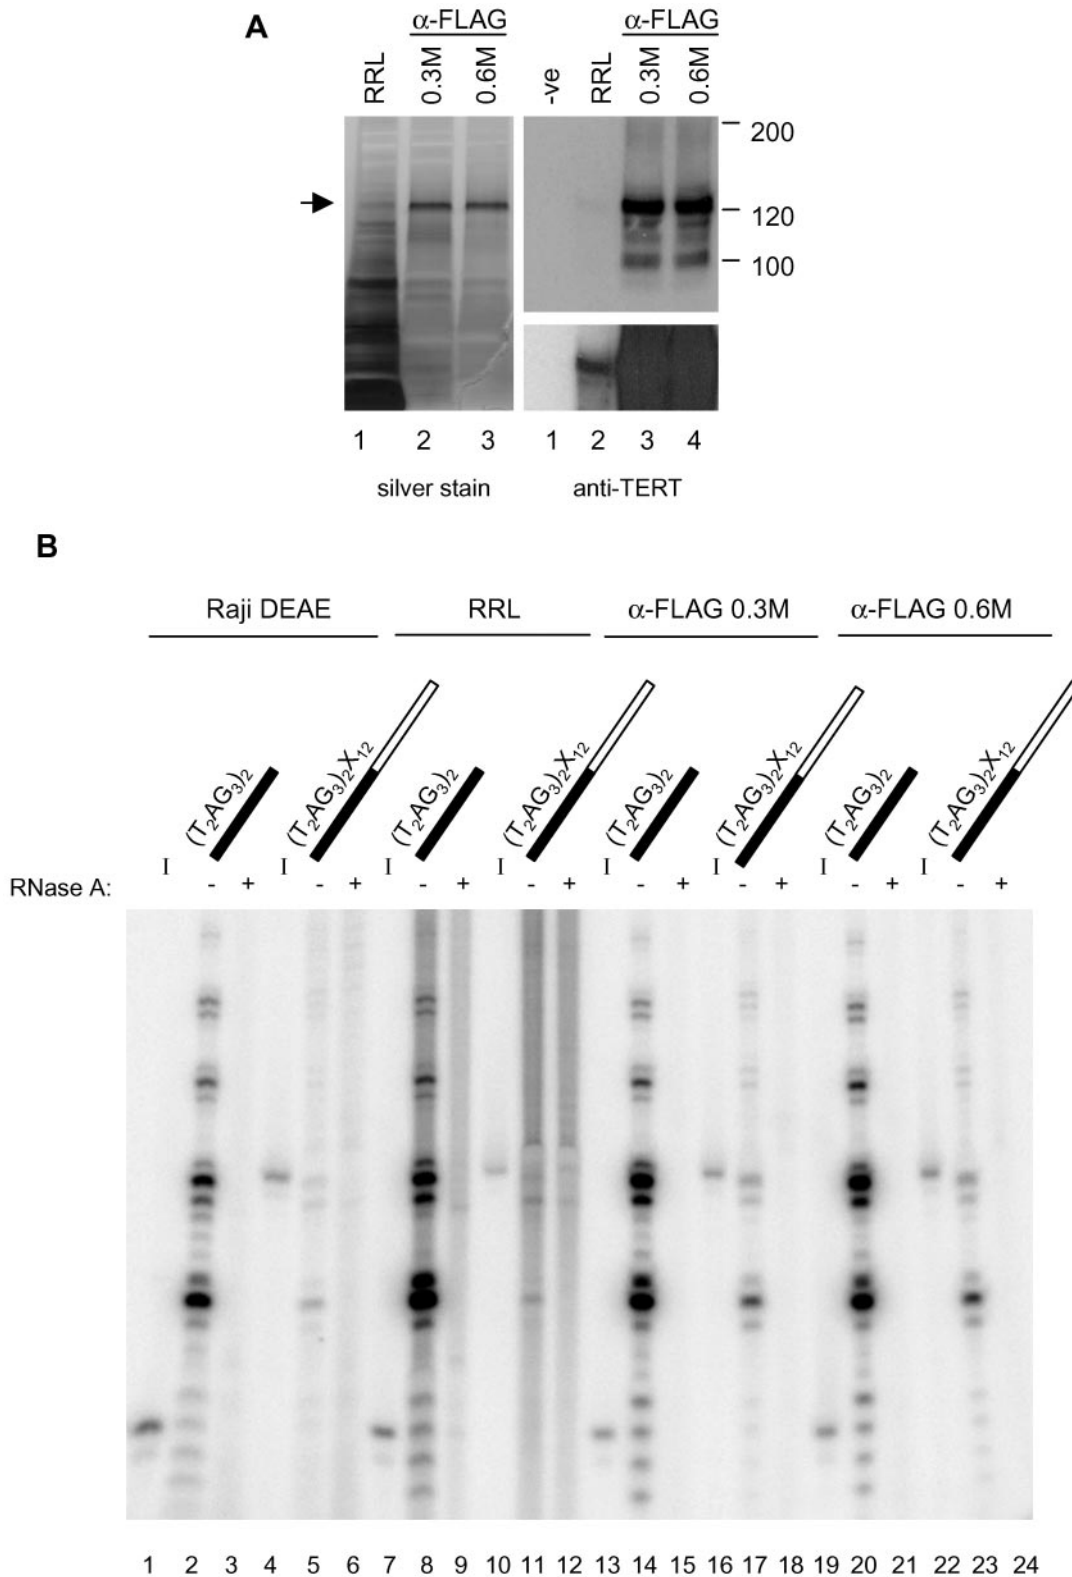 A
α-FLAG α-FLAG
RRL 0.3M 0.6M -ve RRL 0.3M 0.6M
200
120
100
1 2 3 1 2 3 4
silver stain anti-TERT
B
Raji DEAE RRL α-FLAG 0.3M α-FLAG 0.6M
I (T₂AG₃)₂ I (T₂AG₃)₂X₁₂ I (T₂AG₃)₂ I (T₂AG₃)₂X₁₂ I (T₂AG₃)₂ I (T₂AG₃)₂X₁₂ I (T₂AG₃)₂ I (T₂AG₃)₂X₁₂
RNase A: - + - + - + - + - + - + - + - +
1 2 3 4 5 6 7 8 9 10 11 12 13 14 15 16 17 18 19 20 21 22 23 24